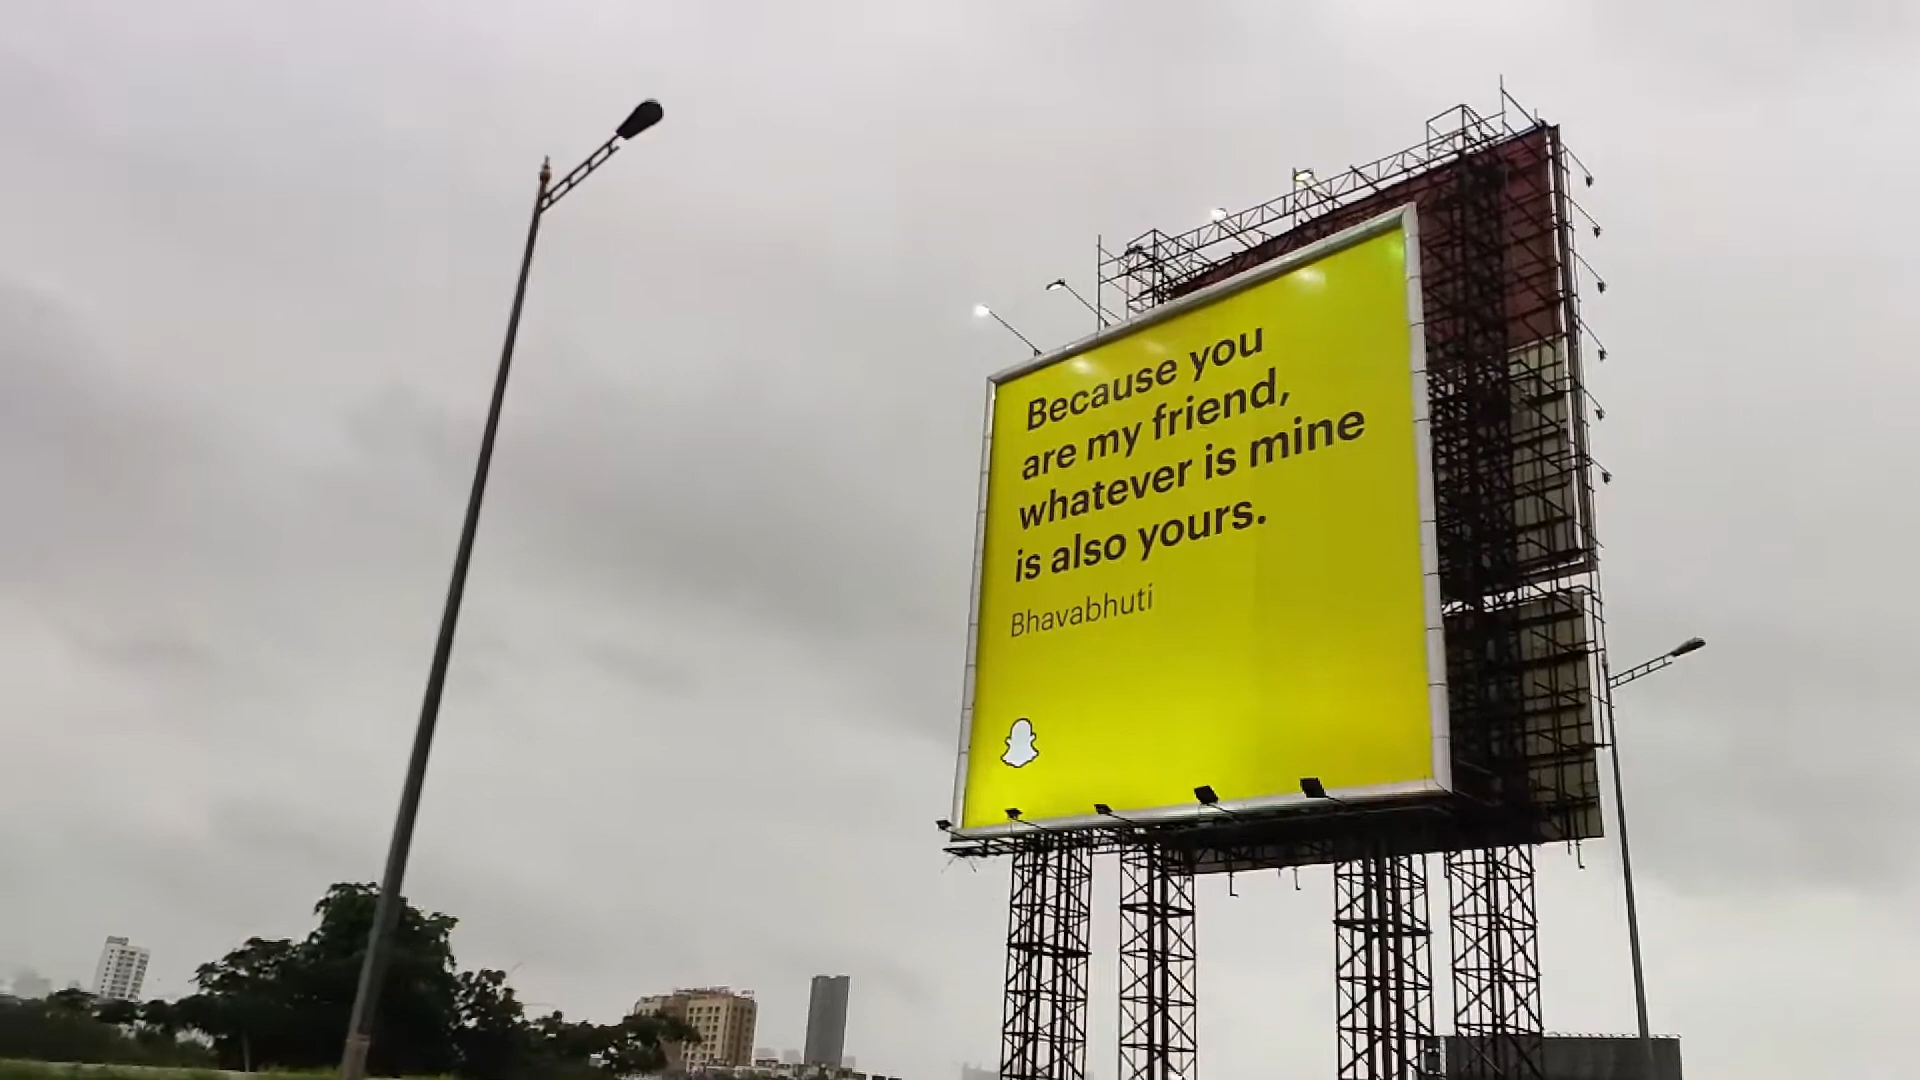 Because you
are my friend,
whatever is mine
is also yours.
Bhavabhuti